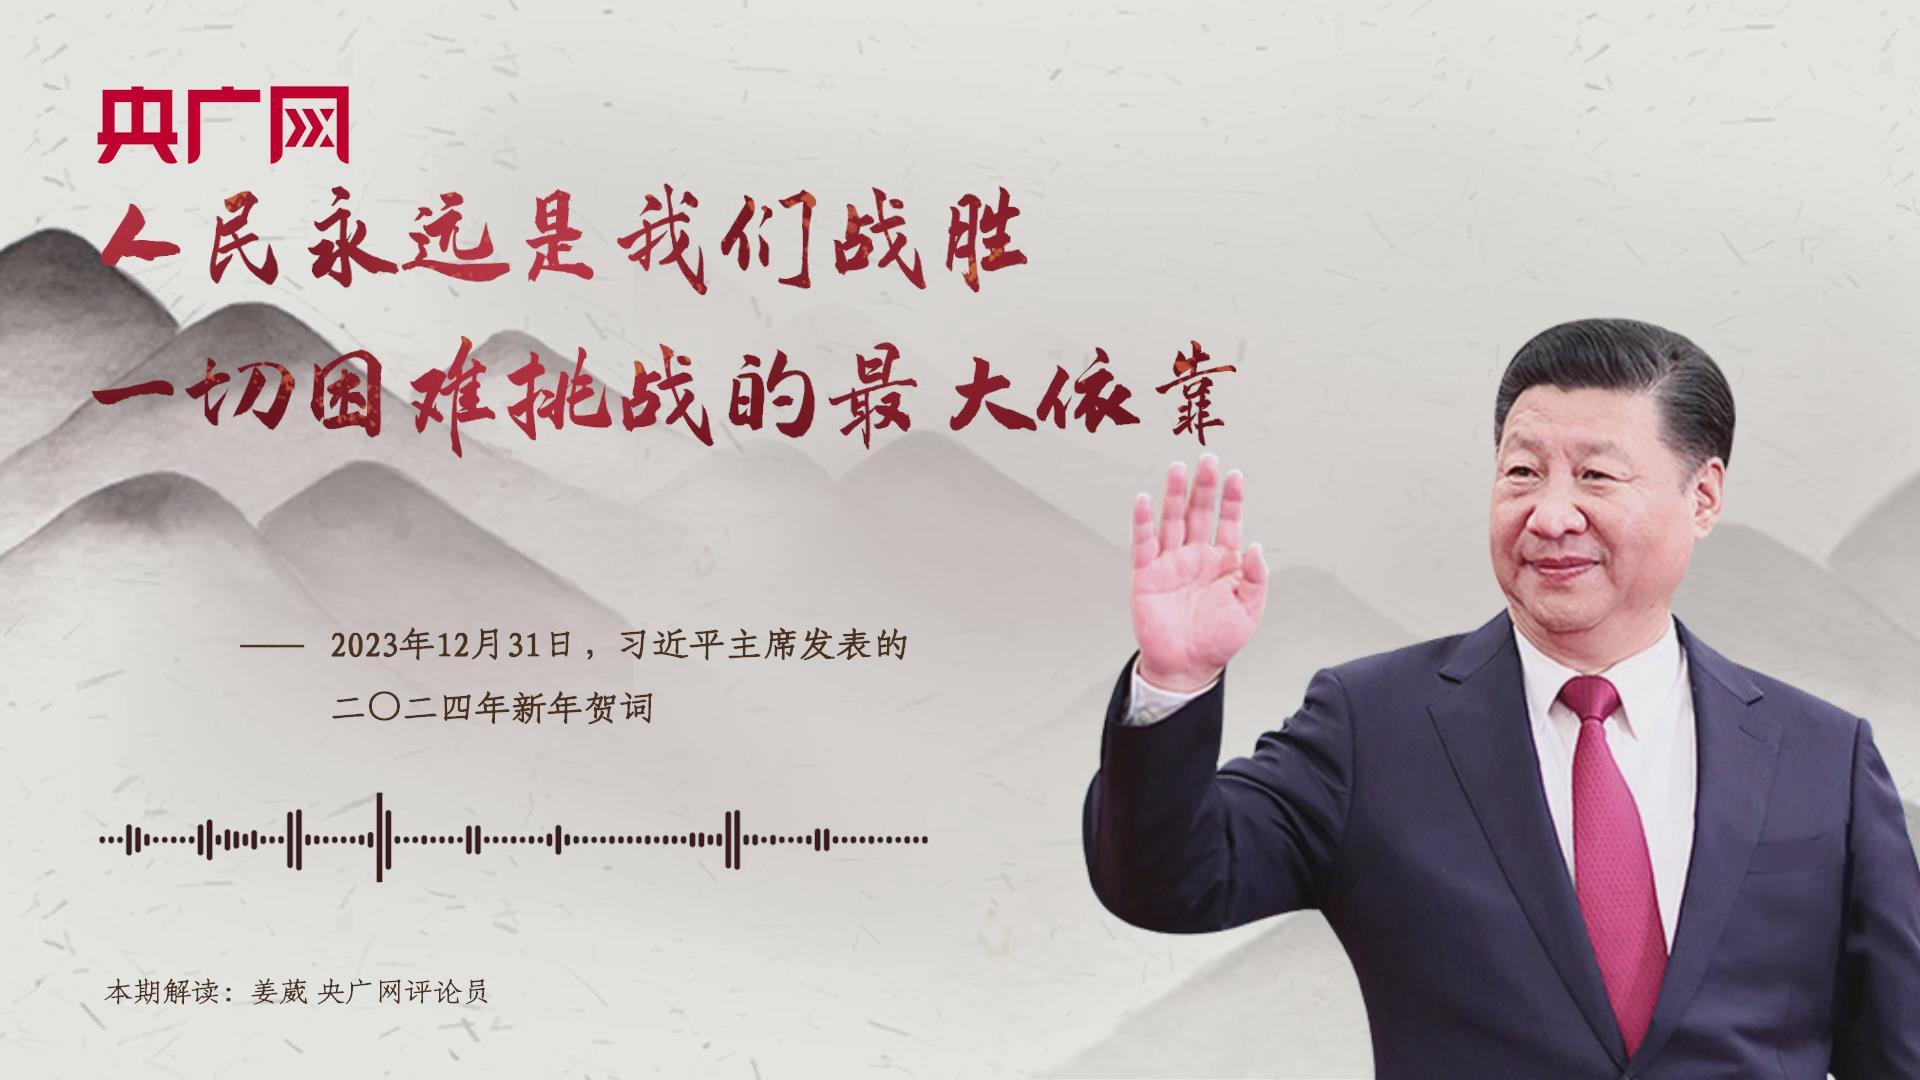 央广网
人民永远是我们战胜
一切困难挑战的最大依靠
—— 2023年12月31日，习近平主席发表的
二〇二四年新年贺词
本期解读：姜葳 央广网评论员